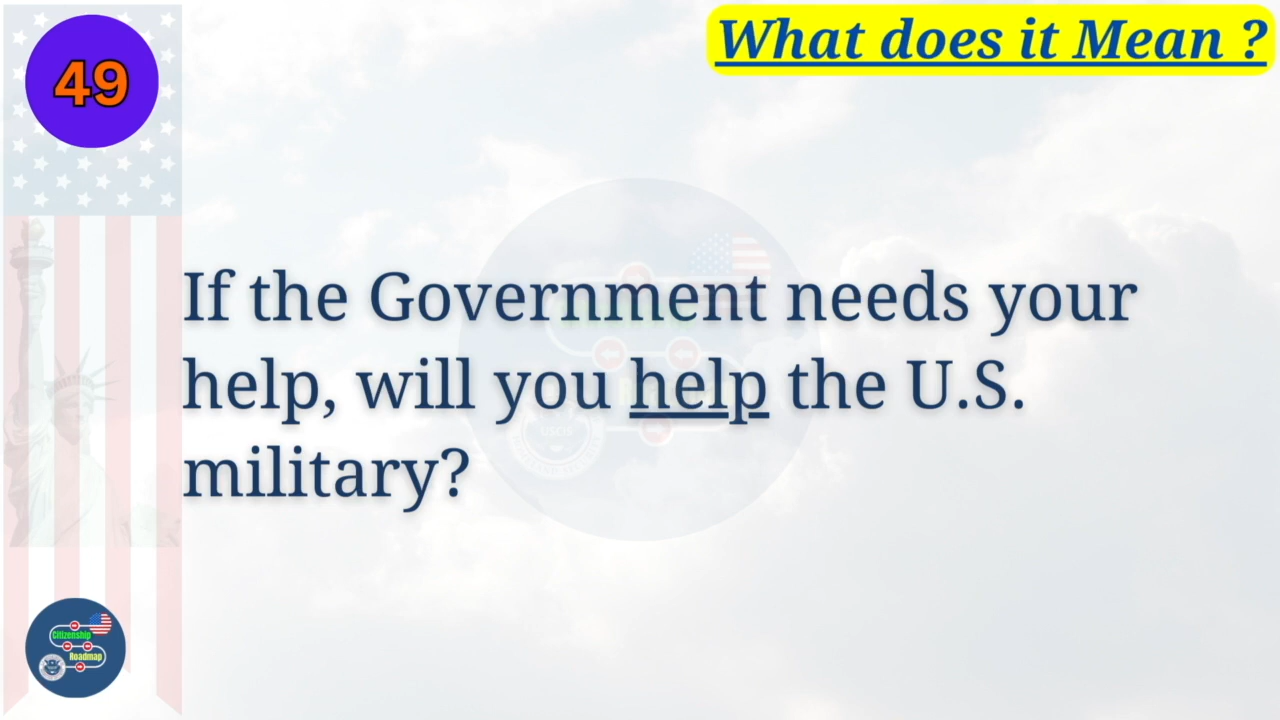 49
What does it Mean ?
If the Government needs your
help, will you help the U.S.
military?
Citizenship
Roadmap